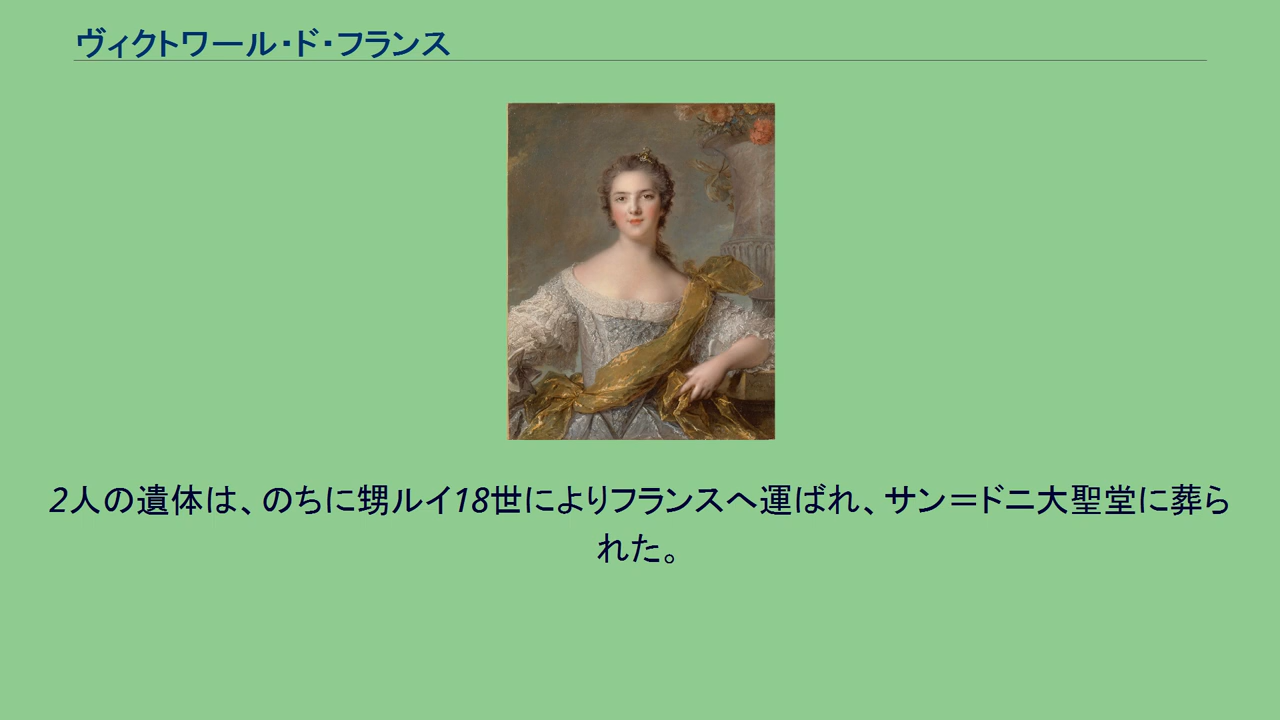 ヴィクトワール・ド・フランス
2人の遺体は、のちに甥ルイ18世によりフランスへ運ばれ、サン＝ドニ大聖堂に葬ら
れた。